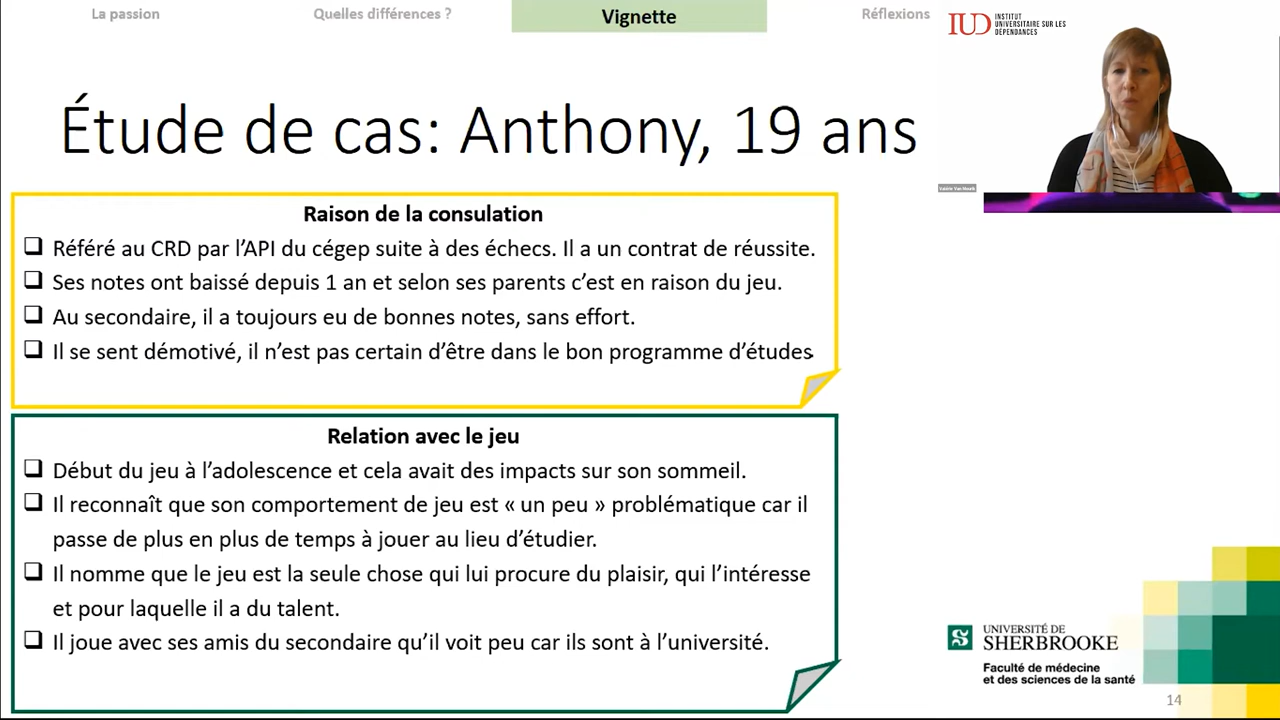 La passion
Quelles différences ?
Vignette
Réflexions
IUD INSTITUT
UNIVERSITAIRE SUR LES
DÉPENDANCES
Étude de cas: Anthony, 19 ans
Raison de la consulation
Référé au CRD par l’API du cégep suite à des échecs. Il a un contrat de réussite.
Ses notes ont baissé depuis 1 an et selon ses parents c’est en raison du jeu.
Au secondaire, il a toujours eu de bonnes notes, sans effort.
Il se sent démotivé, il n’est pas certain d’être dans le bon programme d’études.
Relation avec le jeu
Début du jeu à l’adolescence et cela avait des impacts sur son sommeil.
Il reconnaît que son comportement de jeu est « un peu » problématique car il
passe de plus en plus de temps à jouer au lieu d’étudier.
Il nomme que le jeu est la seule chose qui lui procure du plaisir, qui l’intéresse
et pour laquelle il a du talent.
Il joue avec ses amis du secondaire qu’il voit peu car ils sont à l’université.
UNIVERSITÉ DE
SHERBROOKE
Faculté de médecine
et des sciences de la santé
14